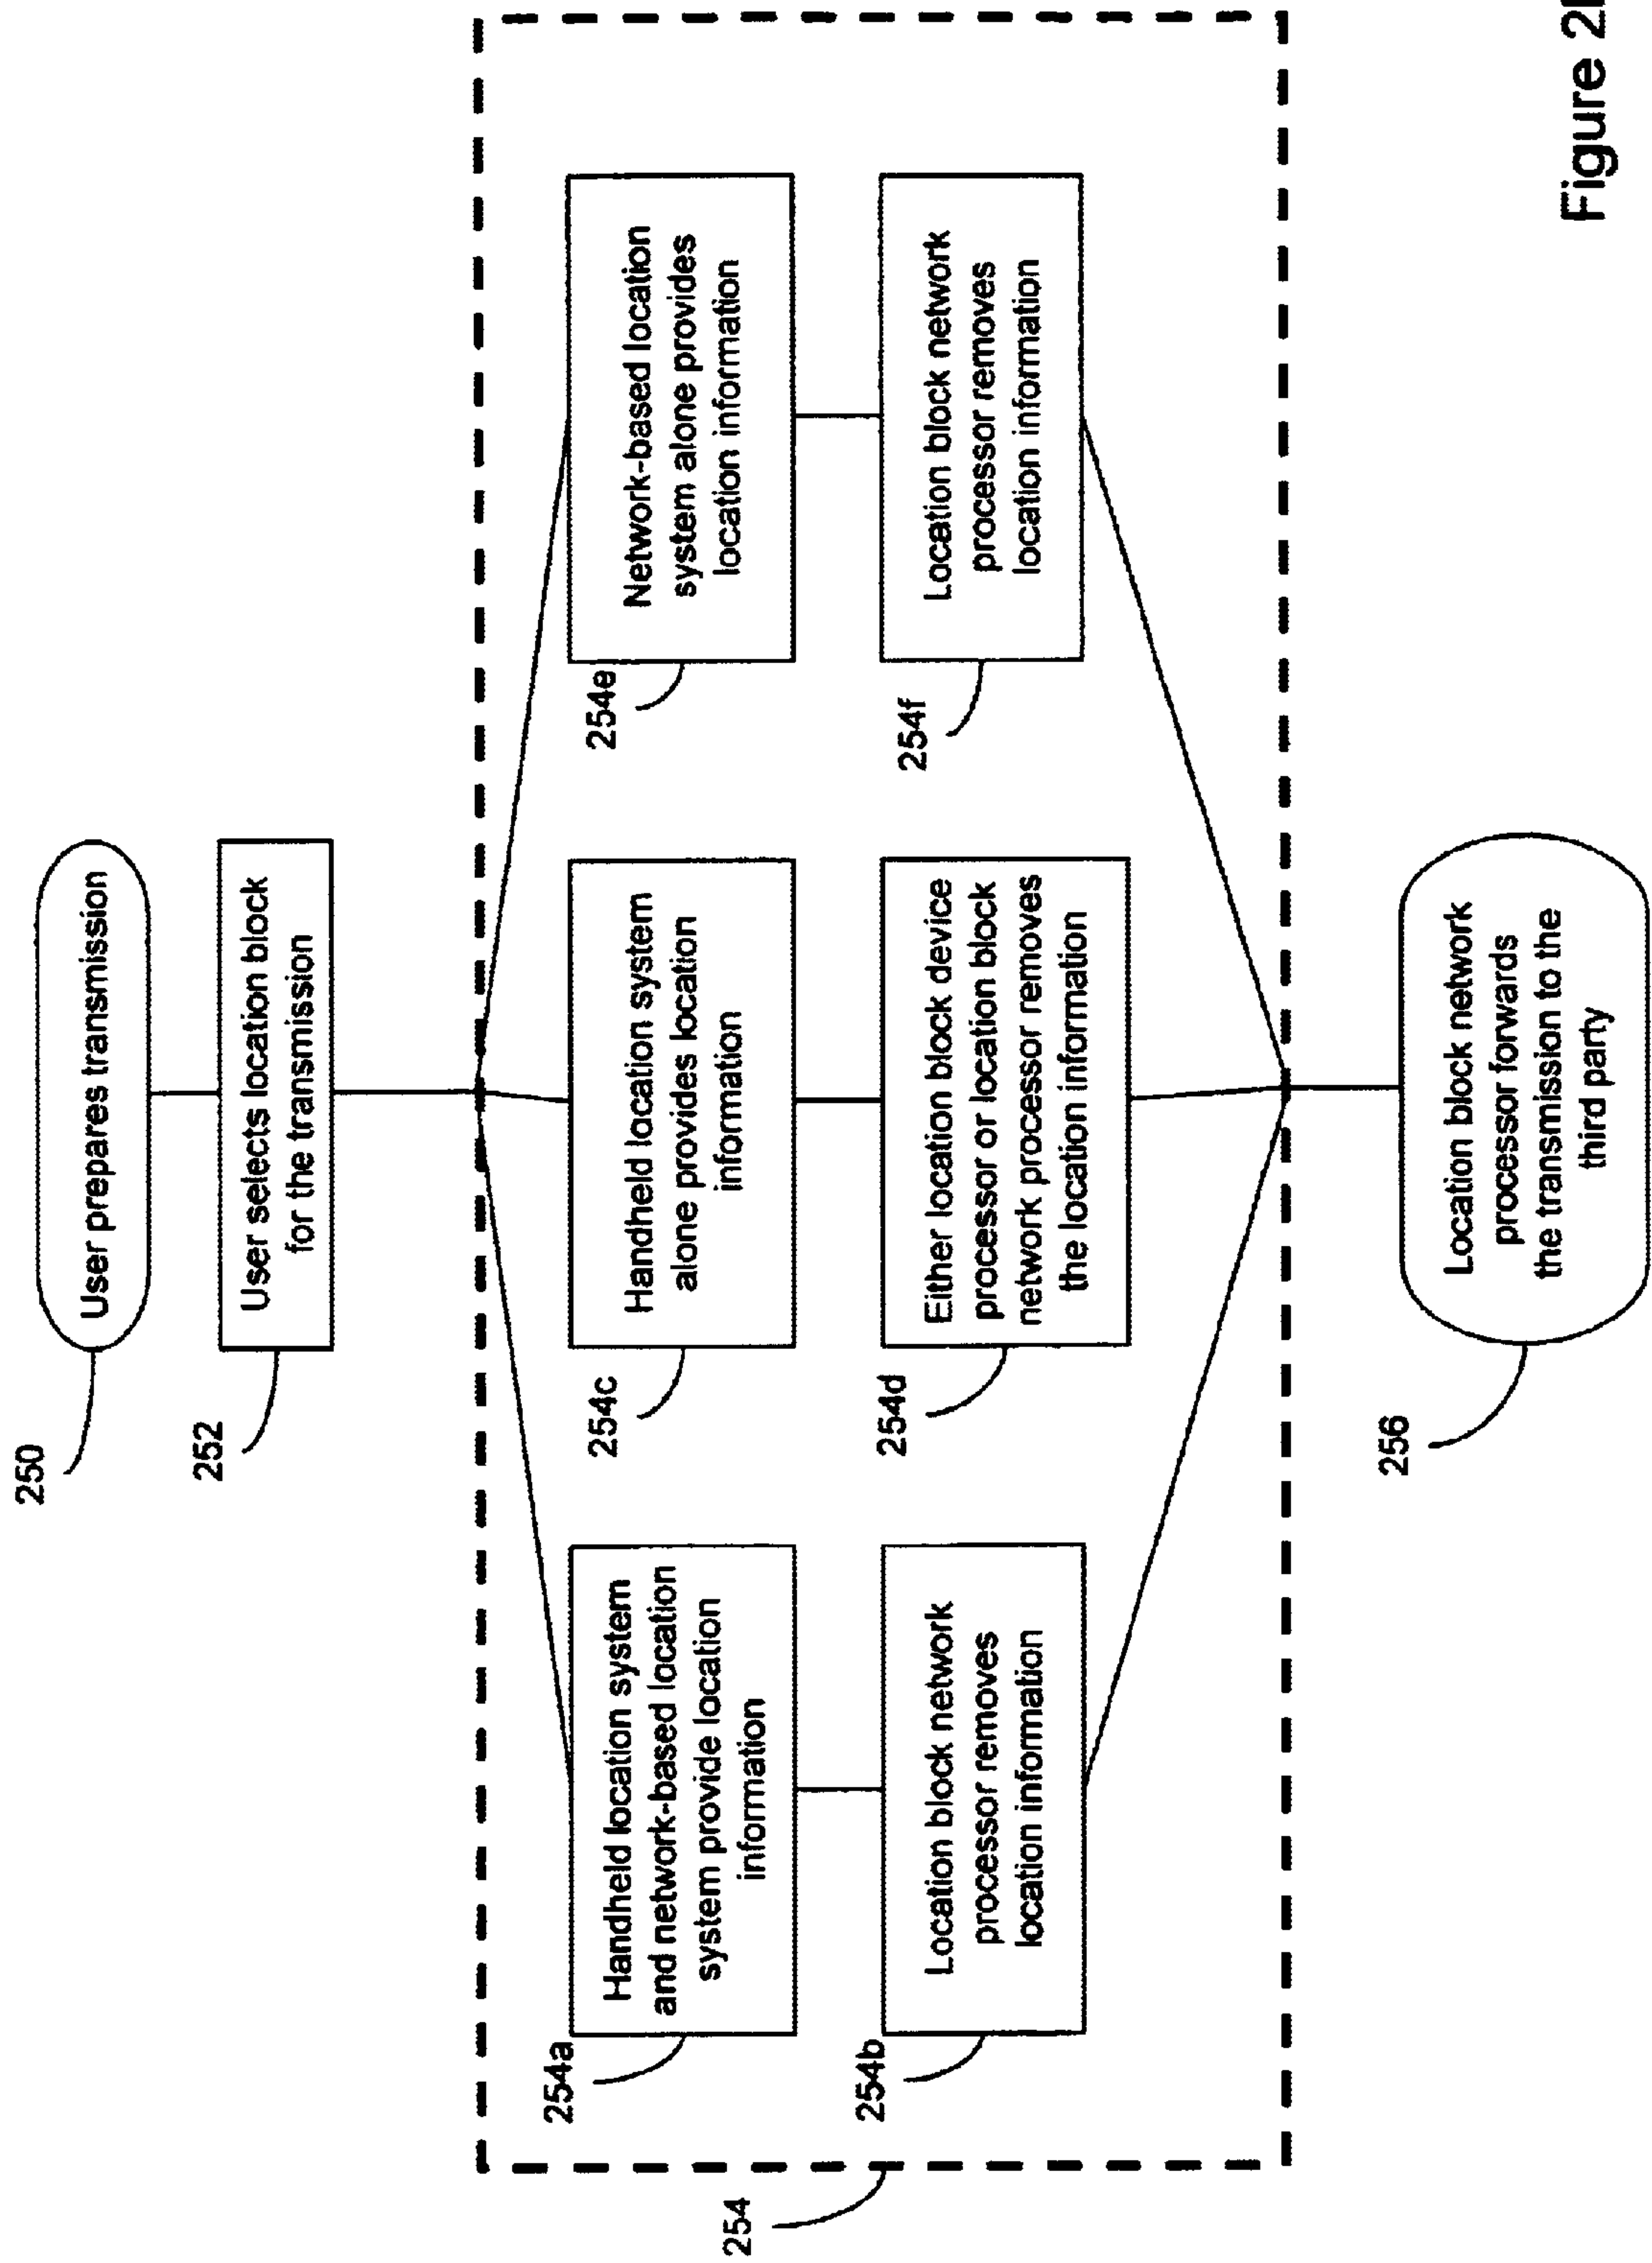 250
User prepares transmission
252
User selects location block
for the transmission
254
254a
Handheld location system
and network-based location
system provide location
information
254c
Handheld location system
alone provides location
information
254e
Network-based location
system alone provides
location information
254b
Location block network
processor removes
location information
254d
Either location block device
processor or location block
network processor removes
the location information
254f
Location block network
processor removes
location information
256
Location block network
processor forwards
the transmission to the
third party
Figure 2